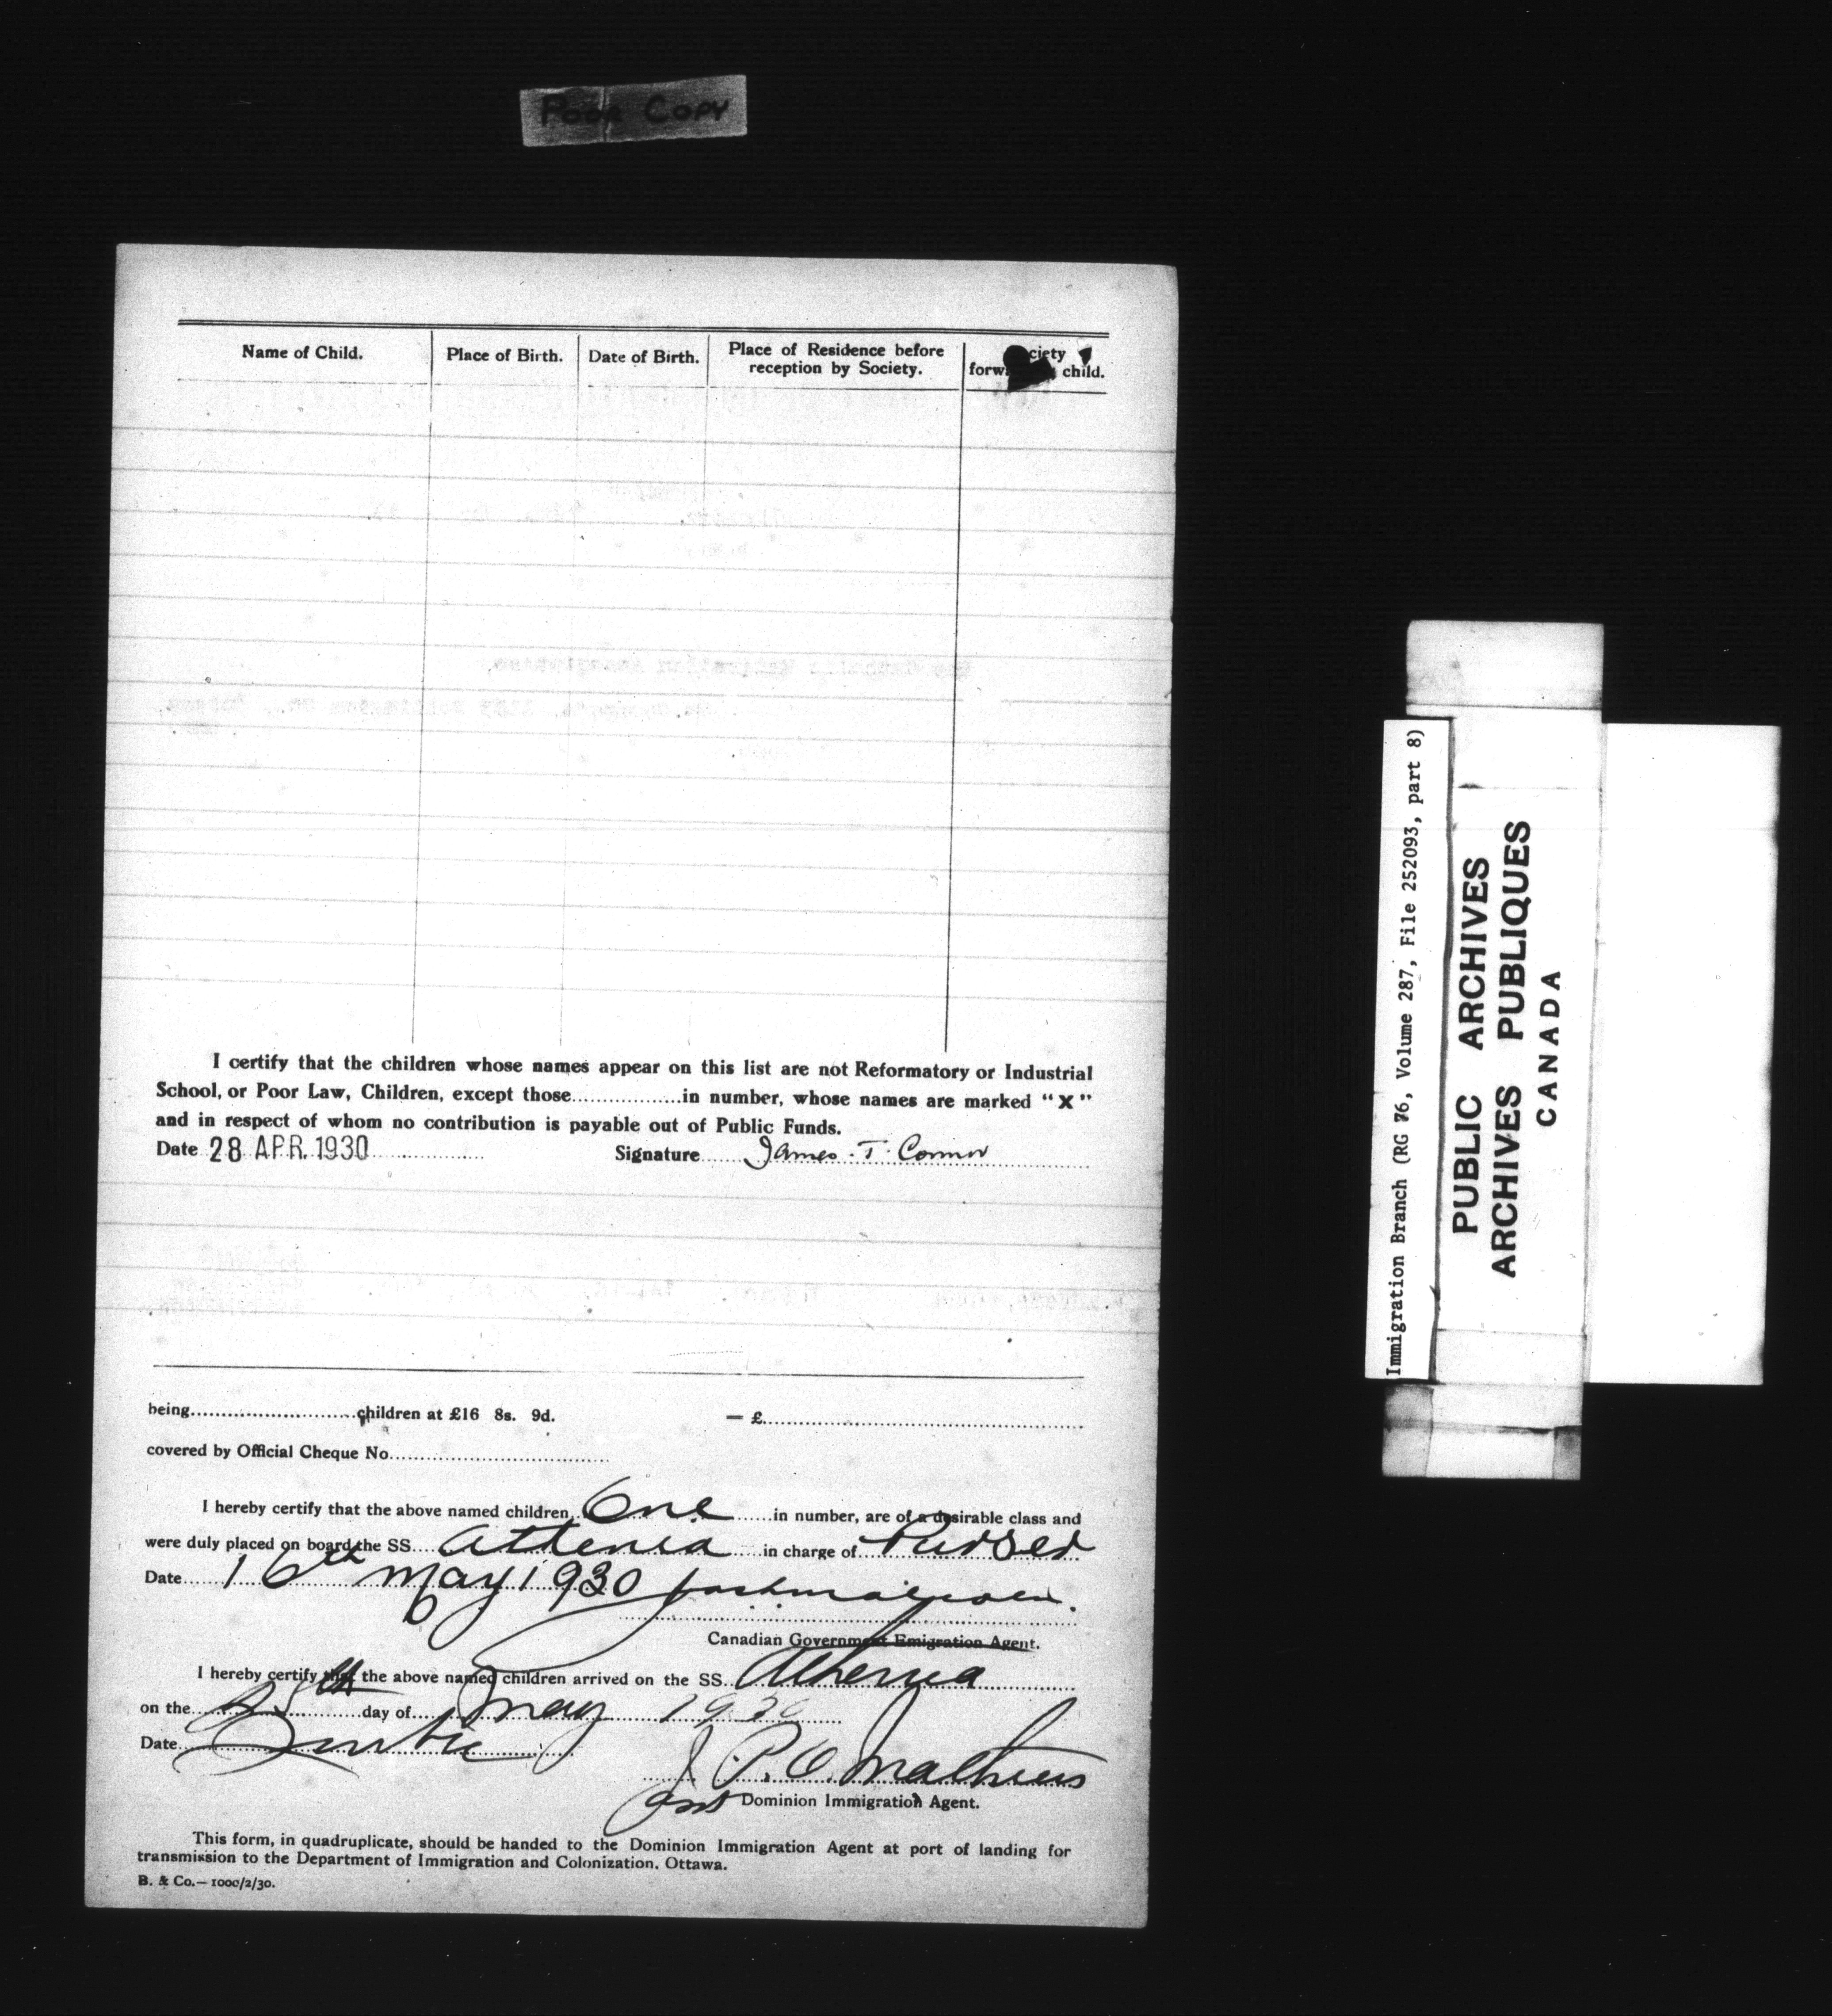 POOR COPY
Name of Child. Place of Birth. Date of Birth. Place of Residence before reception by Society. ciety forw child.
I certify that the children whose names appear on this list are not Reformatory or Industrial
School, or Poor Law, Children, except those.................in number, whose names are marked "X"
and in respect of whom no contribution is payable out of Public Funds.
Date 28 APR. 1930 Signature James T. Connor
being..........................children at £16 8s. 9d. — £..........................
covered by Official Cheque No..........................
I hereby certify that the above named children One in number, are of a desirable class and
were duly placed on board the SS. Attenia in charge of Purser
Date 16th May 1930
Canadian Government Emigration Agent.
I hereby certify that the above named children arrived on the SS. Athenia
on the 25th day of May 1930
Date
J. P. O. Mathews
Asst Dominion Immigration Agent.
This form, in quadruplicate, should be handed to the Dominion Immigration Agent at port of landing for
transmission to the Department of Immigration and Colonization, Ottawa.
B. & Co.— 1000/2/30.
Immigration Branch (RG 76, Volume 287, File 252093, part 8)
PUBLIC ARCHIVES
ARCHIVES PUBLIQUES
CANADA